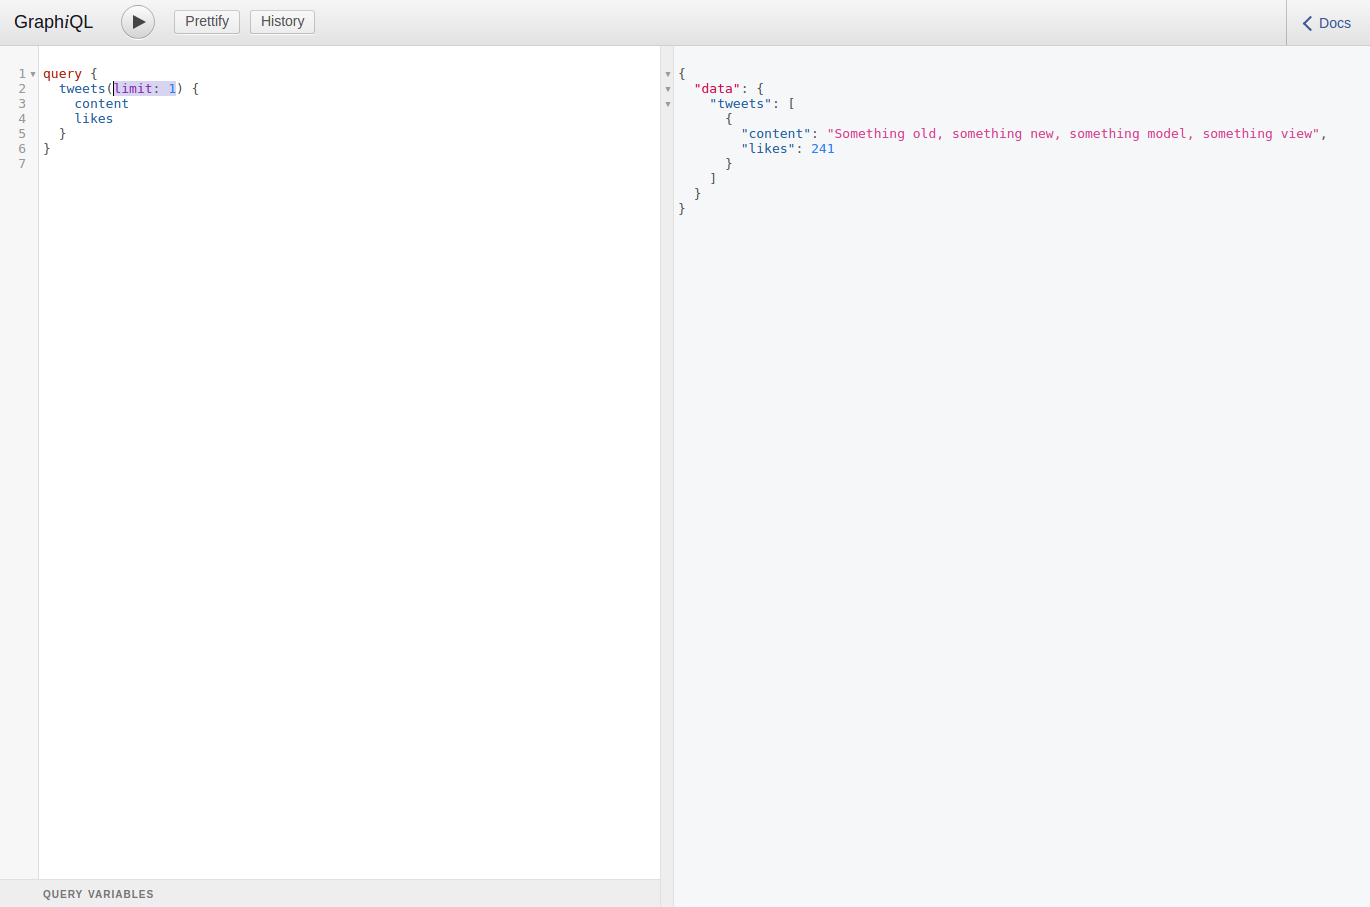 GraphiQL
Prettify
History
Docs
1 query {
2   tweets(limit: 1) {
3     content
4     likes
5   }
6 }
7
{
  "data": {
    "tweets": [
      {
        "content": "Something old, something new, something model, something view",
        "likes": 241
      }
    ]
  }
}
QUERY VARIABLES